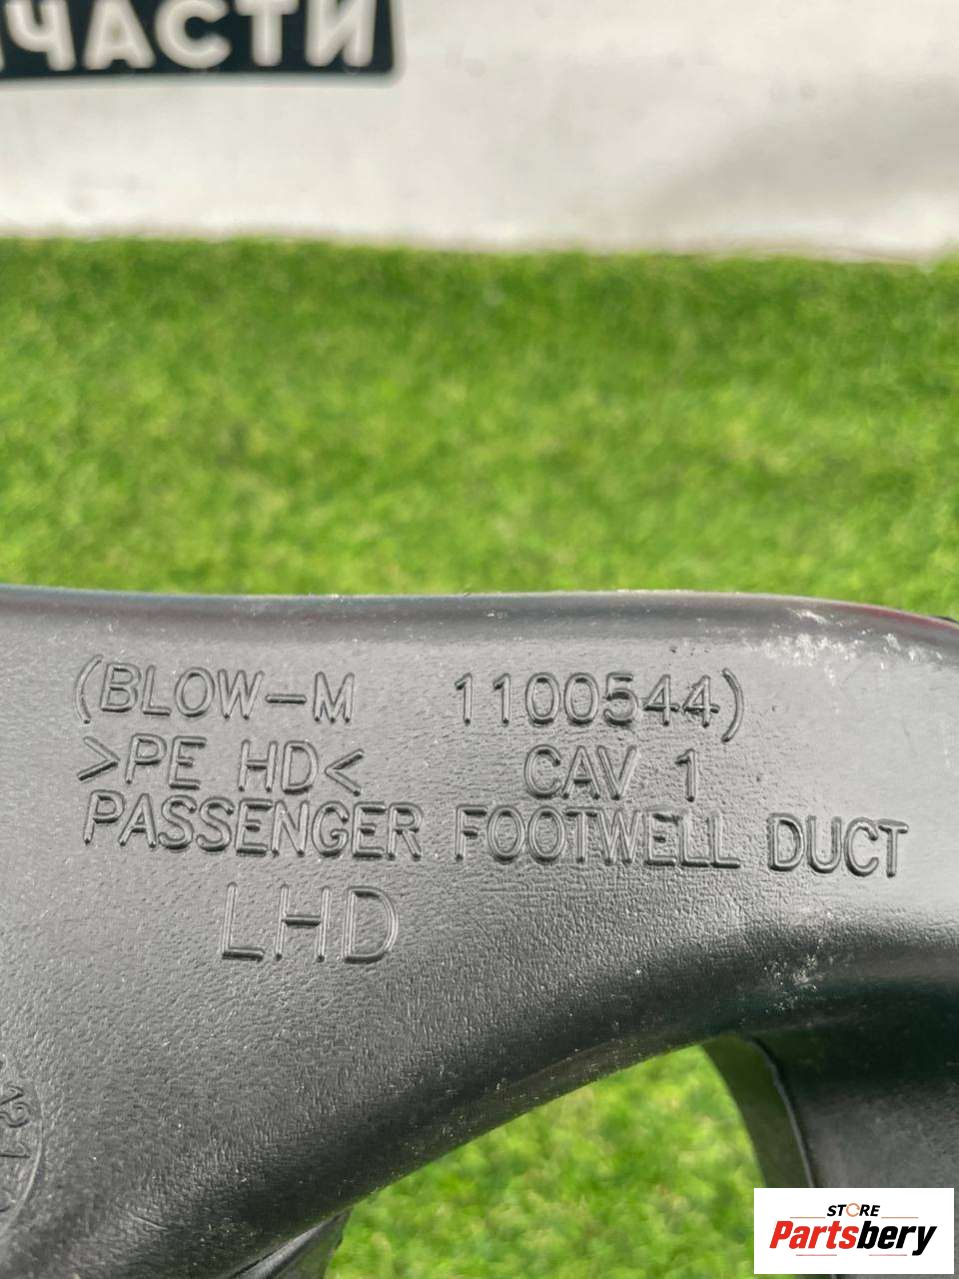 ЧАСТИ
(BLOW-M 1100544)
>PE HD< CAV 1
PASSENGER FOOTWELL DUCT
LHD
STORE
Partsbery